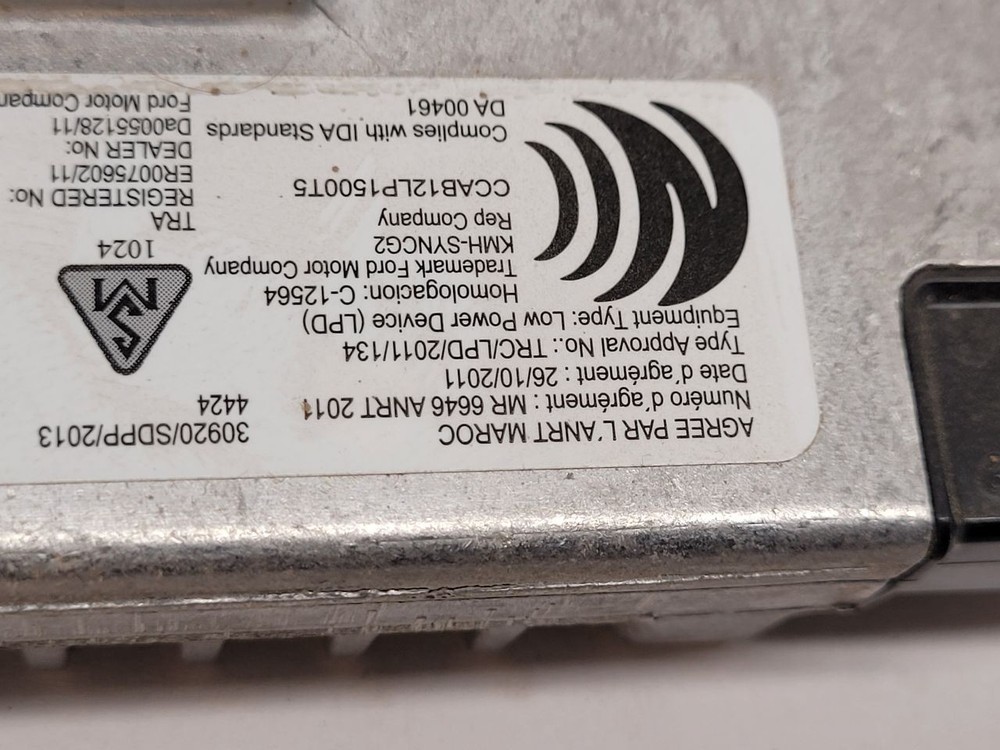 AGREE PAR L'ANRT MAROC
Numéro d'agrément : MR 6646 ANRT 2011
Date d'agrément : 26/10/2011
Type Approval No.: TRC/LPD/2011/134
Equipment Type: Low Power Device (LPD)
Homologacion: C-12564
Trademark Ford Motor Company
KMH-SYNCG2
Rep Company
CCAB12LP1500T5
Complies with IDA Standards
DA 00461
30920/SDPP/2013
4424
SM
1024
TRA
REGISTERED No:
ER0075602/11
DEALER No:
Da0055128/11
Ford Motor